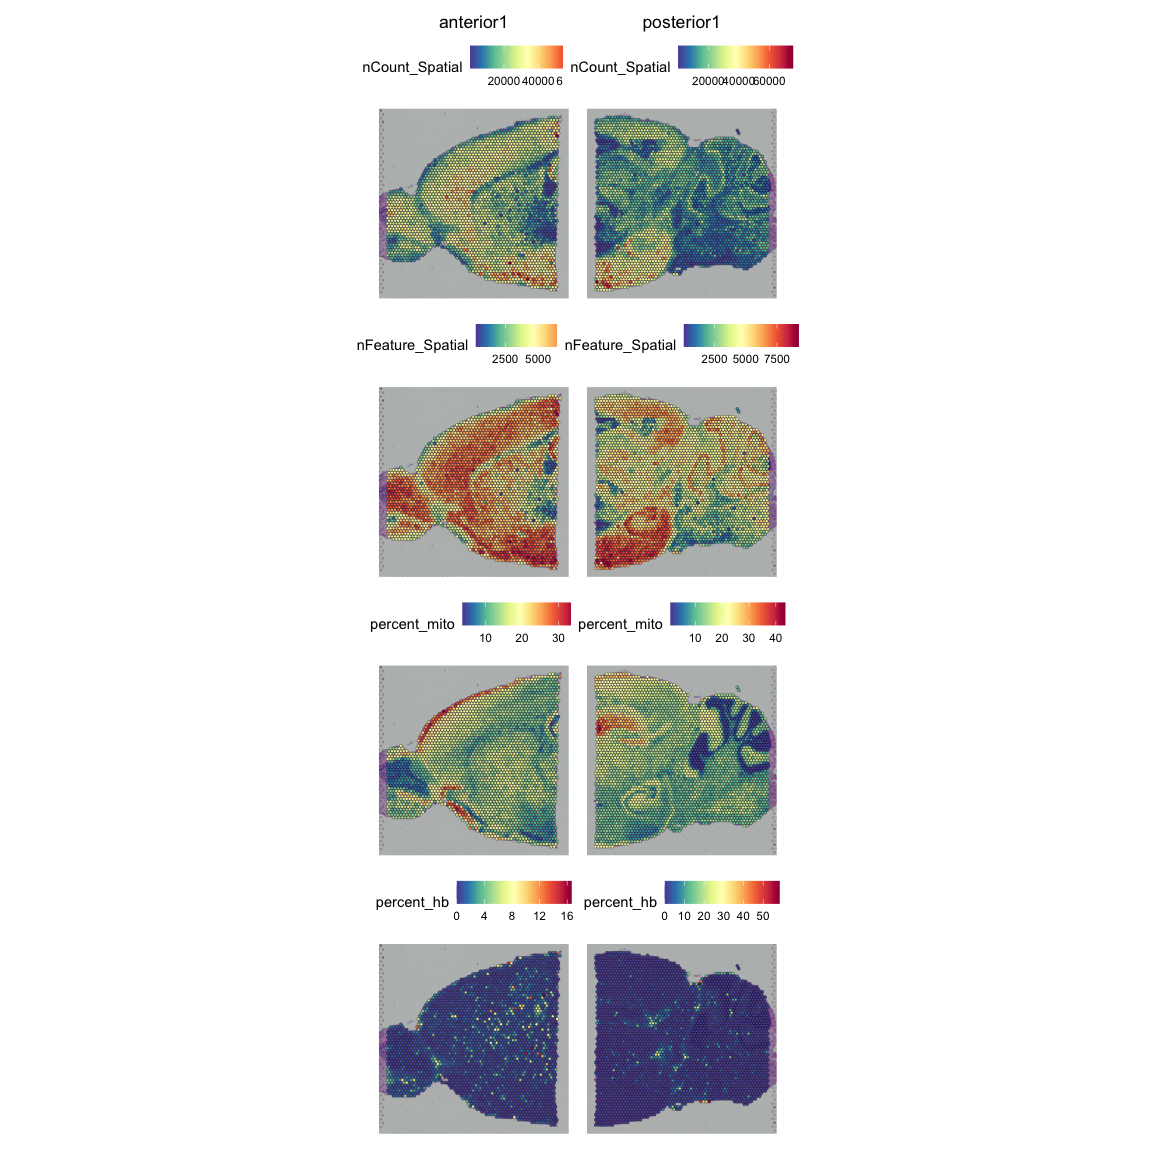 anterior1 posterior1
nCount_Spatial nCount_Spatial
20000 40000 6 20000 40000 60000
nFeature_Spatial nFeature_Spatial
2500 5000 2500 5000 7500
percent_mito percent_mito
10 20 30 10 20 30 40
percent_hb percent_hb
0 4 8 12 16 0 10 20 30 40 50